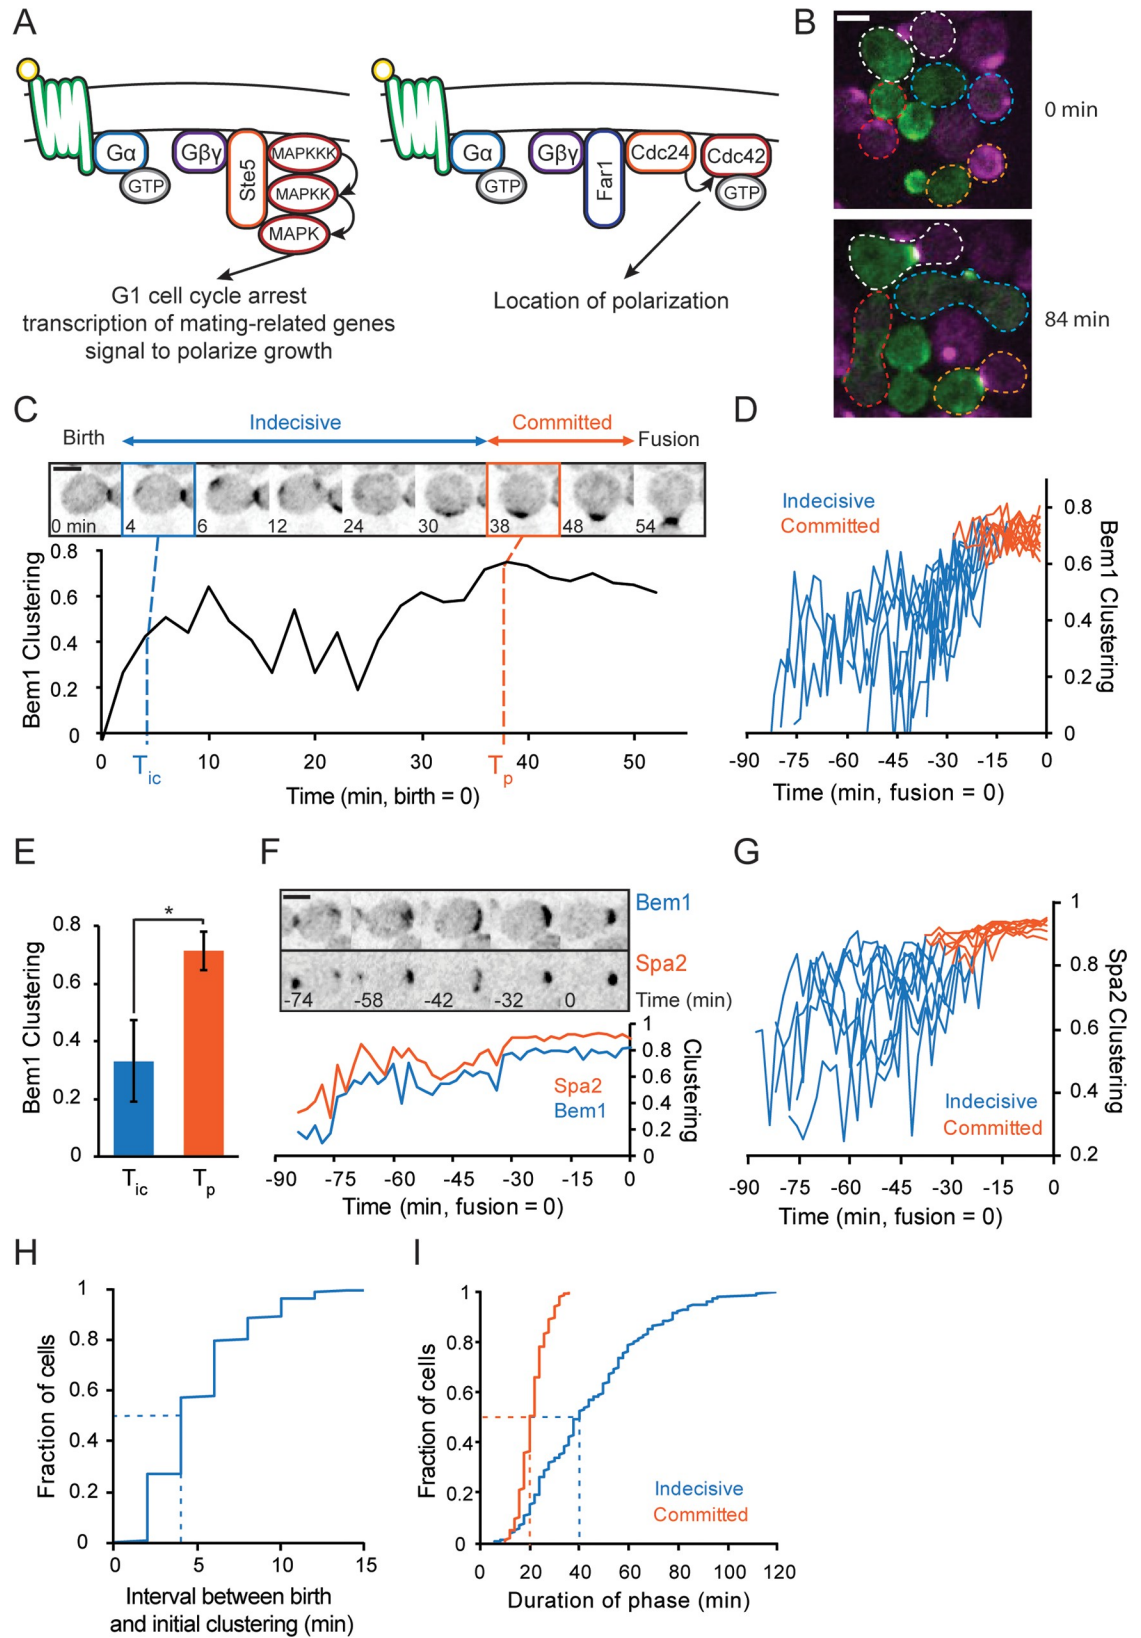 A
Gα
GTP
Gβγ
Ste5
MAPKKK
MAPKK
MAPK
G1 cell cycle arrest
transcription of mating-related genes
signal to polarize growth
Gα
GTP
Gβγ
Far1
Cdc24
Cdc42
GTP
Location of polarization
B
0 min
84 min
C
Birth
Indecisive
Committed
Fusion
0 min
4
6
12
24
30
38
48
54
Bem1 Clustering
0.8
0.6
0.4
0.2
0
0
10
20
30
40
50
Tic
Tp
Time (min, birth = 0)
D
Indecisive
Committed
0.8
0.6
0.4
0.2
0
Bem1 Clustering
-90
-75
-60
-45
-30
-15
0
Time (min, fusion = 0)
E
Bem1 Clustering
0.8
0.6
0.4
0.2
0
*
Tic
Tp
F
Bem1
Spa2
-74
-58
-42
-32
0
Time (min)
1
0.8
0.6
0.4
0.2
0
Clustering
Spa2
Bem1
-90
-75
-60
-45
-30
-15
0
Time (min, fusion = 0)
G
1
0.8
0.6
0.4
0.2
Spa2 Clustering
Indecisive
Committed
-90
-75
-60
-45
-30
-15
0
Time (min, fusion = 0)
H
Fraction of cells
1
0.8
0.6
0.4
0.2
0
0
5
10
15
Interval between birth
and initial clustering (min)
I
Fraction of cells
1
0.8
0.6
0.4
0.2
0
Indecisive
Committed
0
20
40
60
80
100
120
Duration of phase (min)